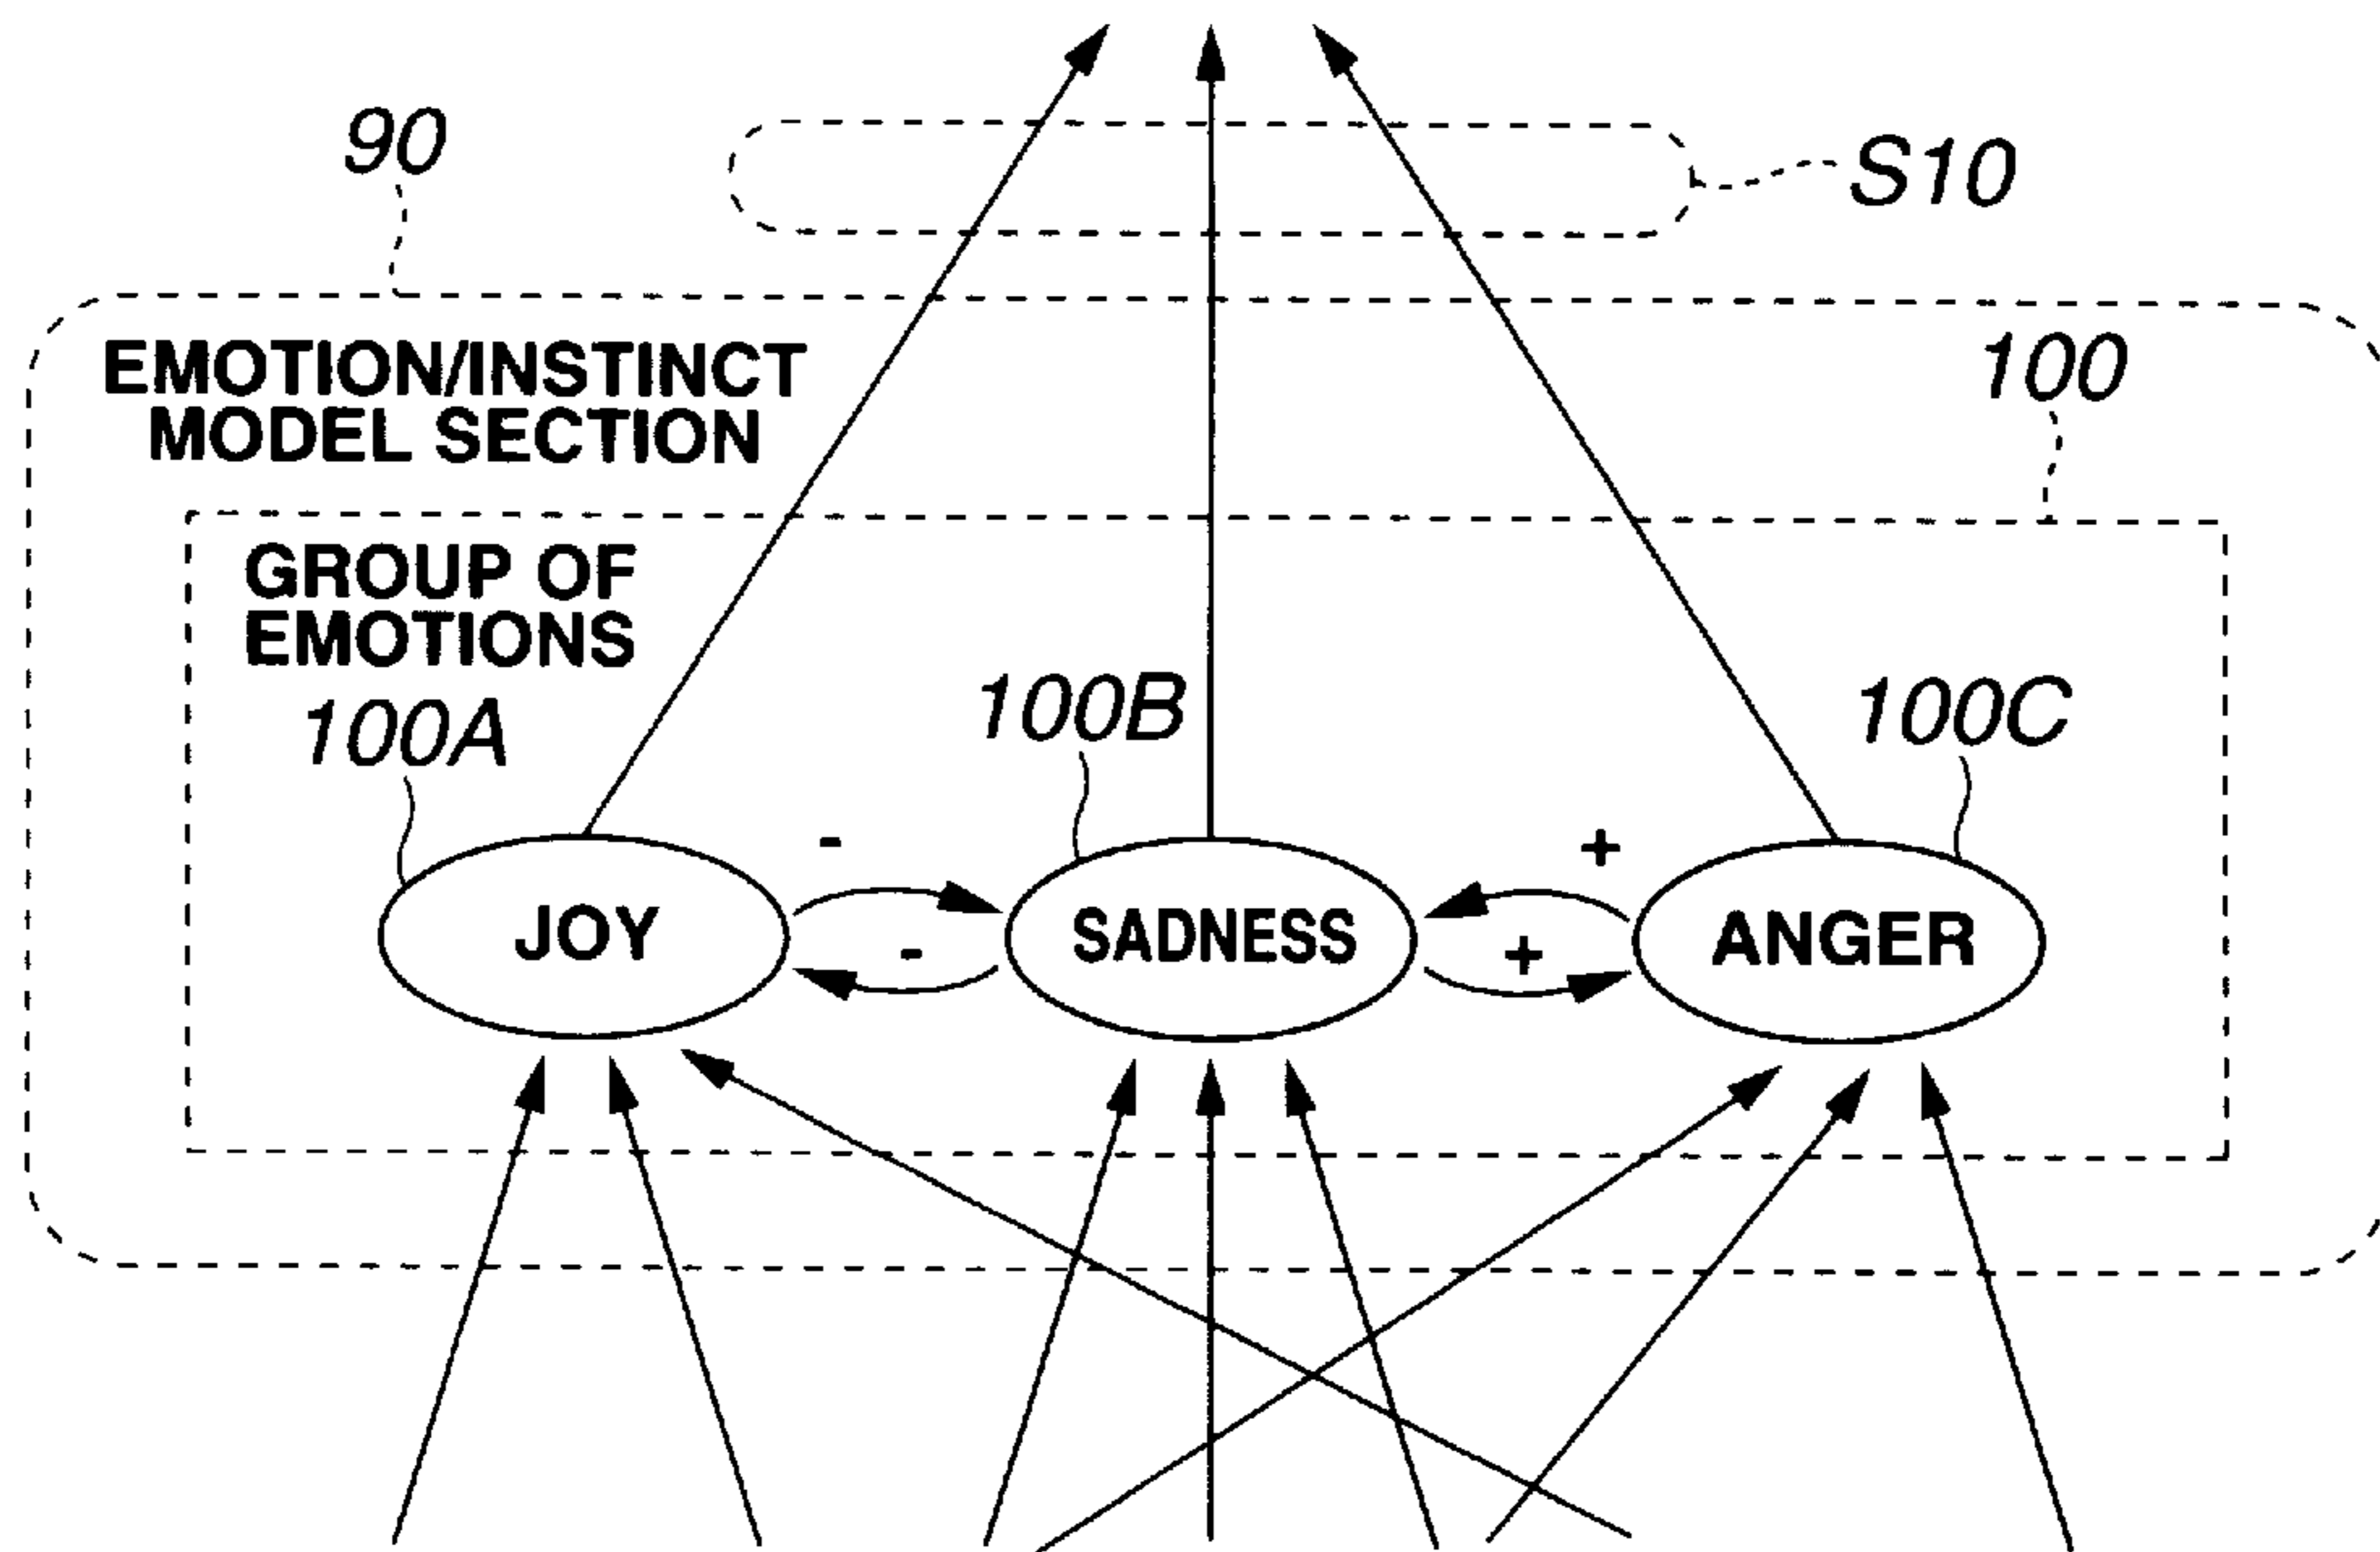 90
S10
EMOTION/INSTINCT
MODEL SECTION
100
GROUP OF
EMOTIONS
100A
100B
100C
- +
JOY
SADNESS
ANGER
- +